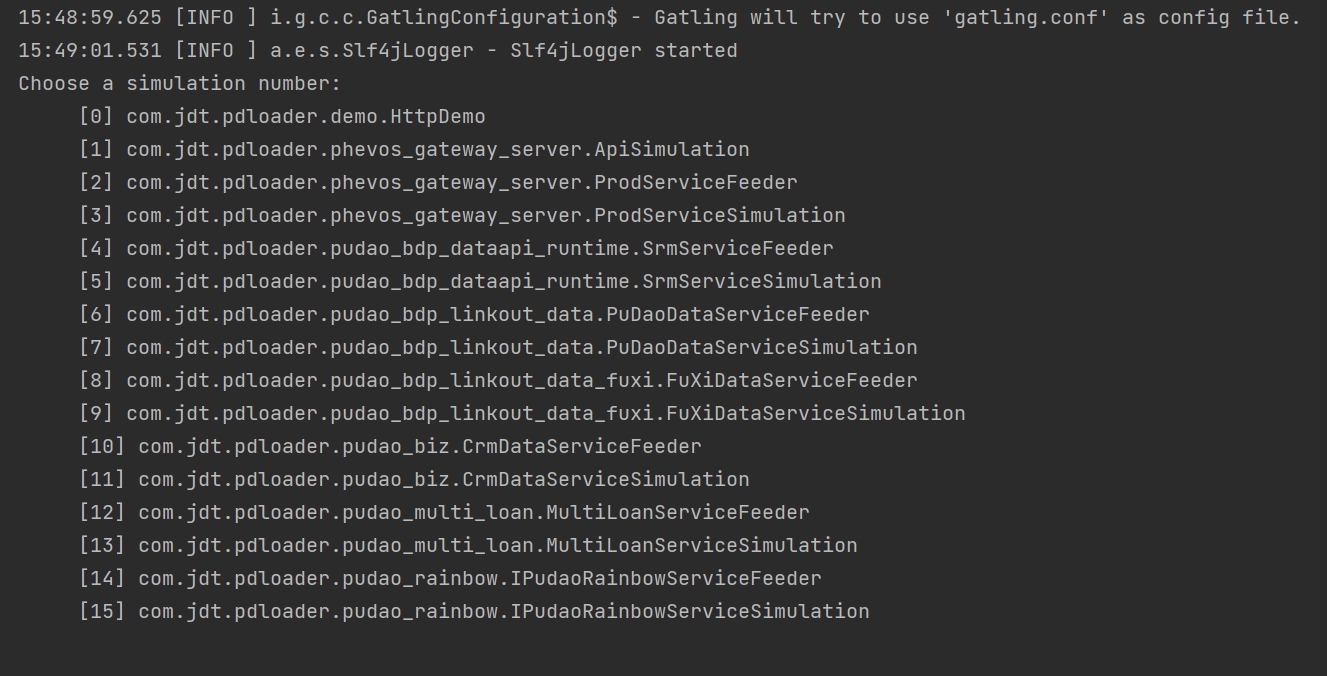 15:48:59.625 [INFO ] i.g.c.c.GatlingConfiguration$ - Gatling will try to use 'gatling.conf' as config file.
15:49:01.531 [INFO ] a.e.s.Slf4jLogger - Slf4jLogger started
Choose a simulation number:
[0] com.jdt.pdloader.demo.HttpDemo
[1] com.jdt.pdloader.phevos_gateway_server.ApiSimulation
[2] com.jdt.pdloader.phevos_gateway_server.ProdServiceFeeder
[3] com.jdt.pdloader.phevos_gateway_server.ProdServiceSimulation
[4] com.jdt.pdloader.pudao_bdp_dataapi_runtime.SrmServiceFeeder
[5] com.jdt.pdloader.pudao_bdp_dataapi_runtime.SrmServiceSimulation
[6] com.jdt.pdloader.pudao_bdp_linkout_data.PuDaoDataServiceFeeder
[7] com.jdt.pdloader.pudao_bdp_linkout_data.PuDaoDataServiceSimulation
[8] com.jdt.pdloader.pudao_bdp_linkout_data_fuxi.FuXiDataServiceFeeder
[9] com.jdt.pdloader.pudao_bdp_linkout_data_fuxi.FuXiDataServiceSimulation
[10] com.jdt.pdloader.pudao_biz.CrmDataServiceFeeder
[11] com.jdt.pdloader.pudao_biz.CrmDataServiceSimulation
[12] com.jdt.pdloader.pudao_multi_loan.MultiLoanServiceFeeder
[13] com.jdt.pdloader.pudao_multi_loan.MultiLoanServiceSimulation
[14] com.jdt.pdloader.pudao_rainbow.IPudaoRainbowServiceFeeder
[15] com.jdt.pdloader.pudao_rainbow.IPudaoRainbowServiceSimulation